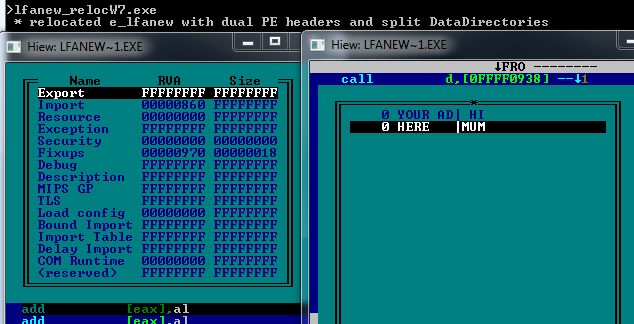 >lfanew_relocW7.exe
* relocated e_lfanew with dual PE headers and split DataDirectories
Hiew: LFANEW~1.EXE
Name RVA Size
Export FFFFFFFF FFFFFFFF
Import 00000860 FFFFFFFF
Resource 00000000 FFFFFFFF
Exception FFFFFFFF FFFFFFFF
Security 00000000 00000000
Fixups 00000970 00000018
Debug FFFFFFFF FFFFFFFF
Description FFFFFFFF FFFFFFFF
MIPS GP FFFFFFFF FFFFFFFF
TLS FFFFFFFF FFFFFFFF
Load config 00000000 FFFFFFFF
Bound Import FFFFFFFF FFFFFFFF
Import Table FFFFFFFF FFFFFFFF
Delay Import FFFFFFFF FFFFFFFF
COM Runtime 00000000 FFFFFFFF
(reserved) FFFFFFFF FFFFFFFF
add [eax],al
add [eax],al
Hiew: LFANEW~1.EXE
↓FRO --------
call d,[0FFFF0938] --↓1
*
0 YOUR AD| HI
0 HERE |MUM